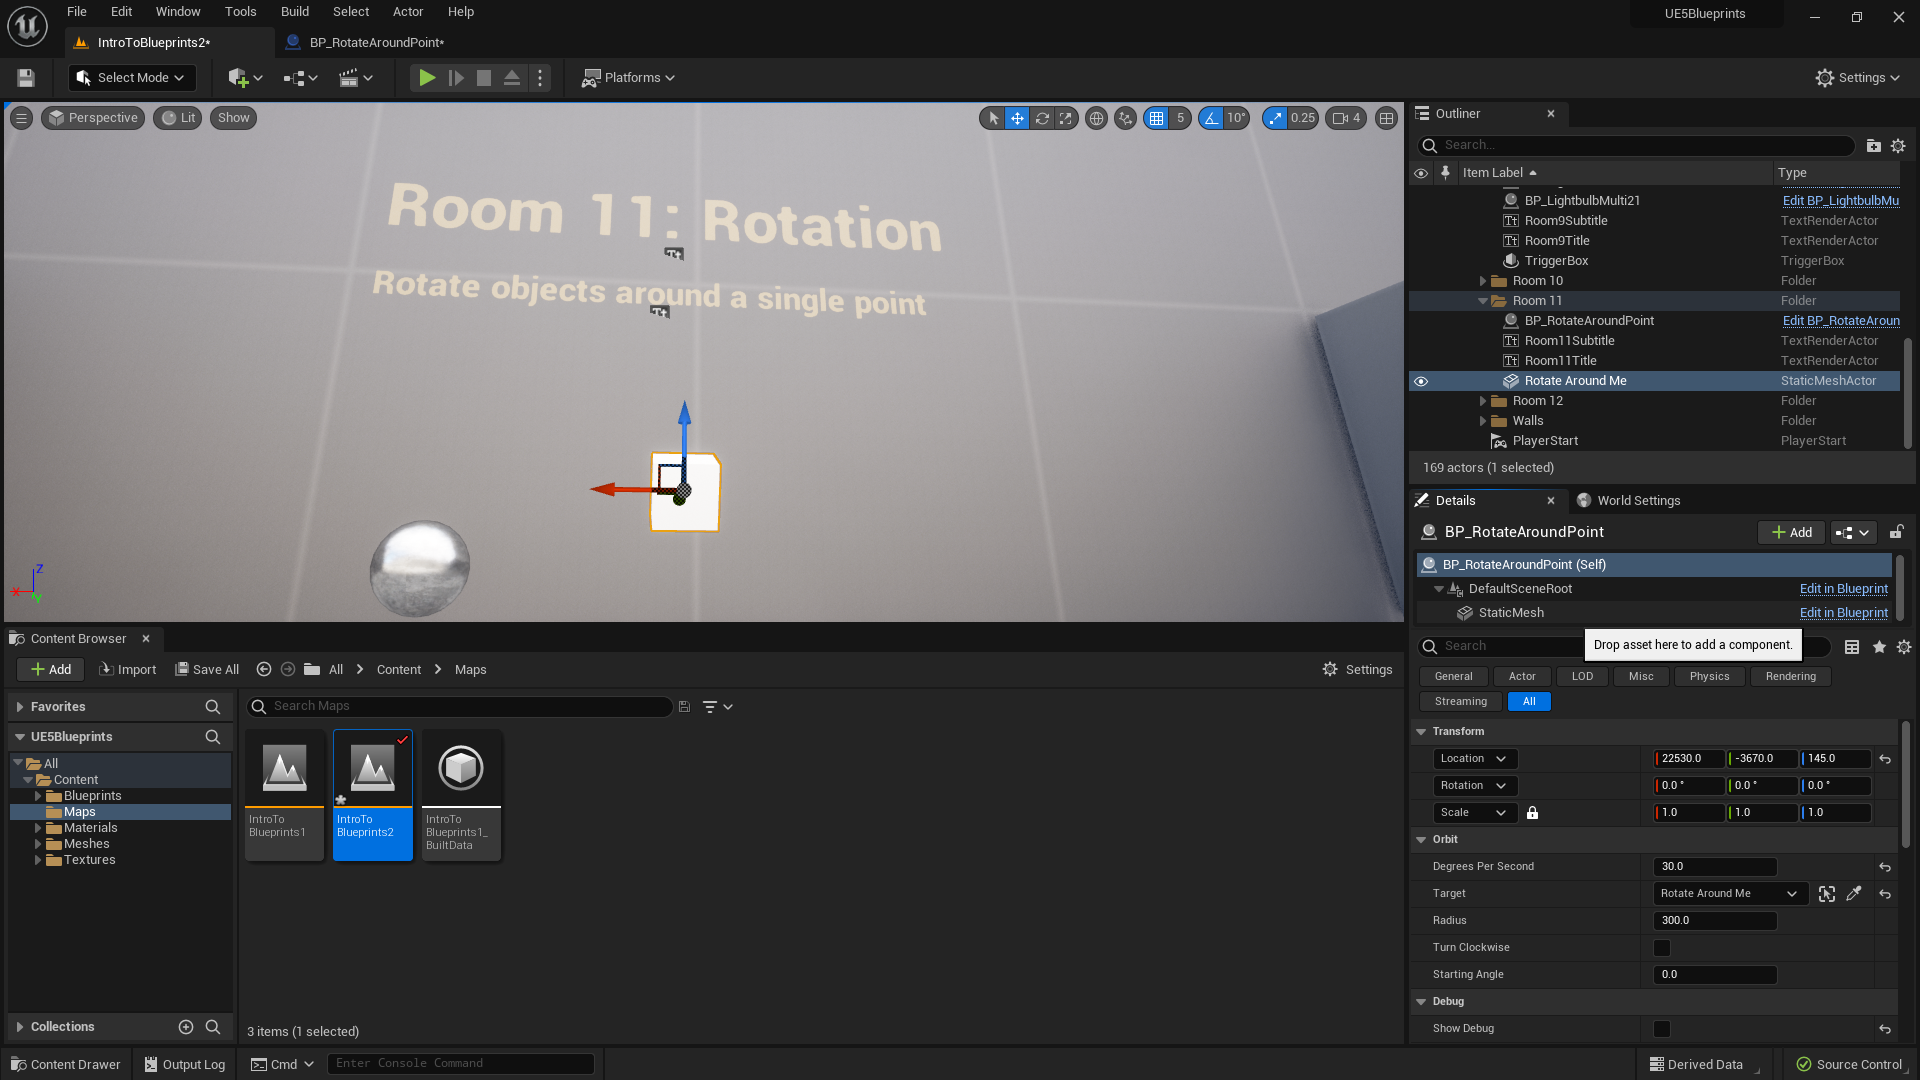 File Edit Window Tools Build Select Actor Help
UE5Blueprints
IntroToBlueprints2*
BP_RotateAroundPoint*
Select Mode
Platforms
Settings
Perspective
Lit
Show
5
10°
0.25
4
Room 11: Rotation
Rotate objects around a single point
Z
X
Y
Outliner
Search...
Item Label
Type
BP_LightbulbMulti21 Edit BP_LightbulbMu
Room9Subtitle TextRenderActor
Room9Title TextRenderActor
TriggerBox TriggerBox
Room 10 Folder
Room 11 Folder
BP_RotateAroundPoint Edit BP_RotateAroun
Room11Subtitle TextRenderActor
Room11Title TextRenderActor
Rotate Around Me StaticMeshActor
Room 12 Folder
Walls Folder
PlayerStart PlayerStart
169 actors (1 selected)
Details
World Settings
BP_RotateAroundPoint
Add
BP_RotateAroundPoint (Self)
DefaultSceneRoot Edit in Blueprint
StaticMesh Edit in Blueprint
Search
Drop asset here to add a component.
General Actor LOD Misc Physics Rendering
Streaming All
Transform
Location 22530.0 -3670.0 145.0
Rotation 0.0 ° 0.0 ° 0.0 °
Scale 1.0 1.0 1.0
Orbit
Degrees Per Second 30.0
Target Rotate Around Me
Radius 300.0
Turn Clockwise
Starting Angle 0.0
Debug
Show Debug
Content Browser
Add Import Save All All Content Maps
Settings
Favorites
UE5Blueprints
All
Content
Blueprints
Maps
Materials
Meshes
Textures
Collections
Search Maps
IntroTo
Blueprints1
IntroTo
Blueprints2
IntroTo
Blueprints1_
BuiltData
3 items (1 selected)
Content Drawer
Output Log
Cmd
Enter Console Command
Derived Data
Source Control